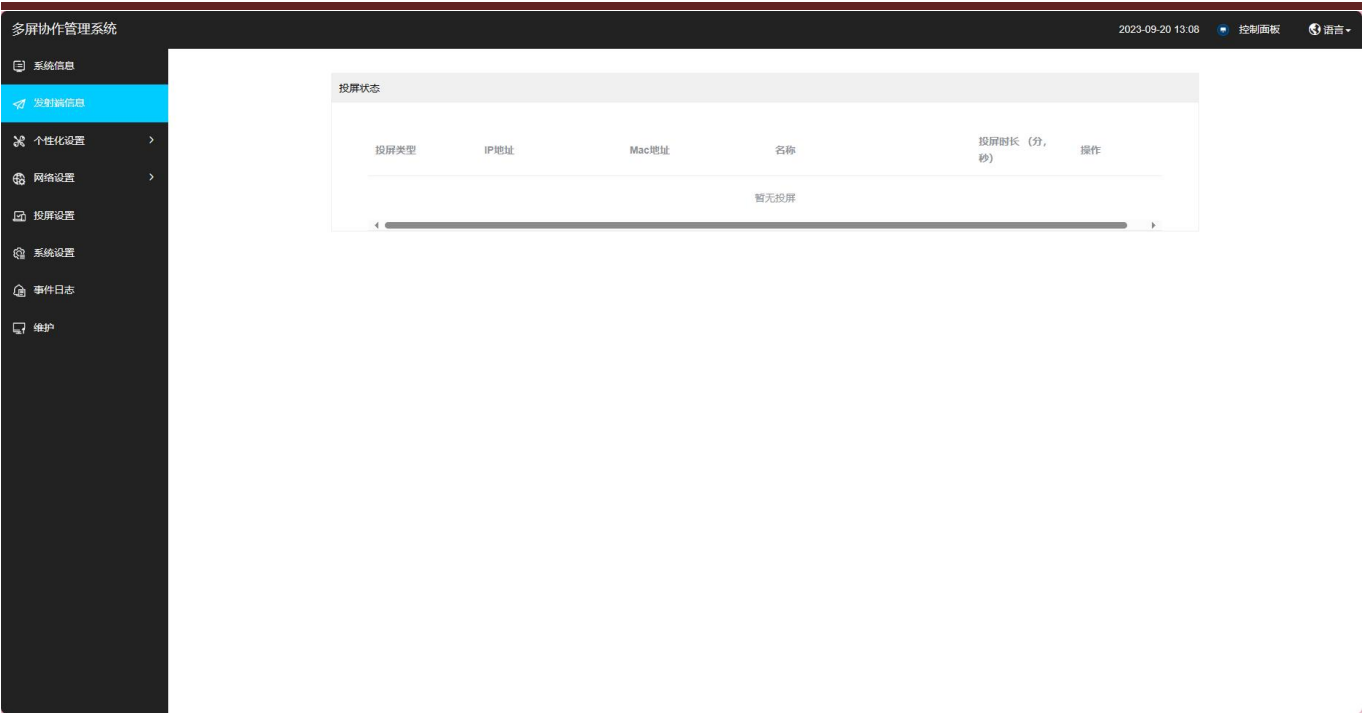 多屏协作管理系统
2023-09-20 13:08 控制面板 语言
系统信息
发射端信息
个性化设置
网络设置
投屏设置
系统设置
事件日志
维护
投屏状态
投屏类型 IP地址 Mac地址 名称 投屏时长（分, 操作
秒）
暂无投屏